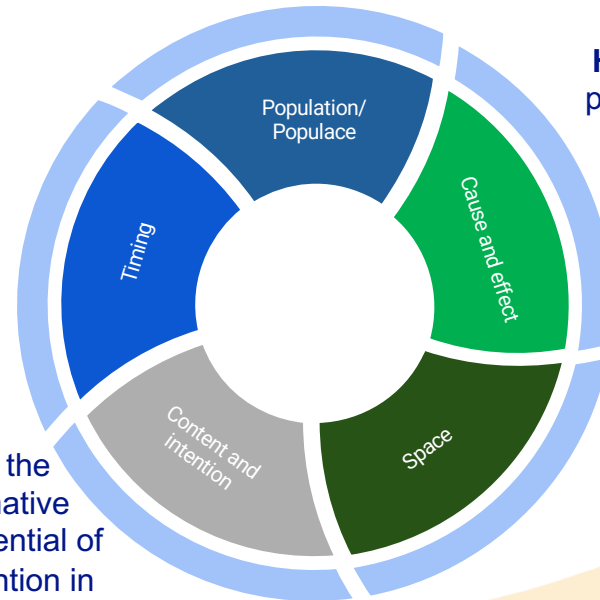 Population/
Populace
Cause and effect
Space
Content and
intention
Timing
H
p
the
native
ential of
ntion in